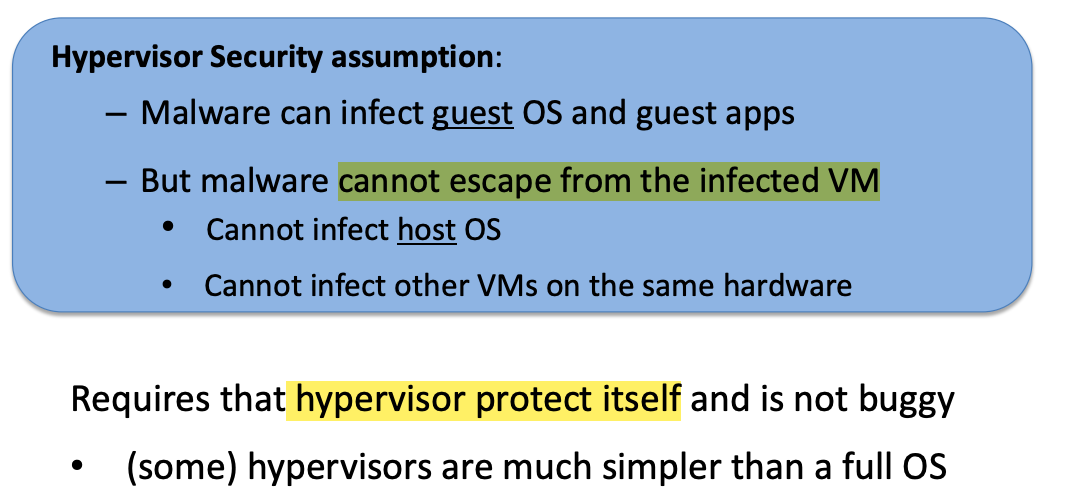 Hypervisor Security assumption:
– Malware can infect guest OS and guest apps
– But malware cannot escape from the infected VM
• Cannot infect host OS
• Cannot infect other VMs on the same hardware
Requires that hypervisor protect itself and is not buggy
• (some) hypervisors are much simpler than a full OS